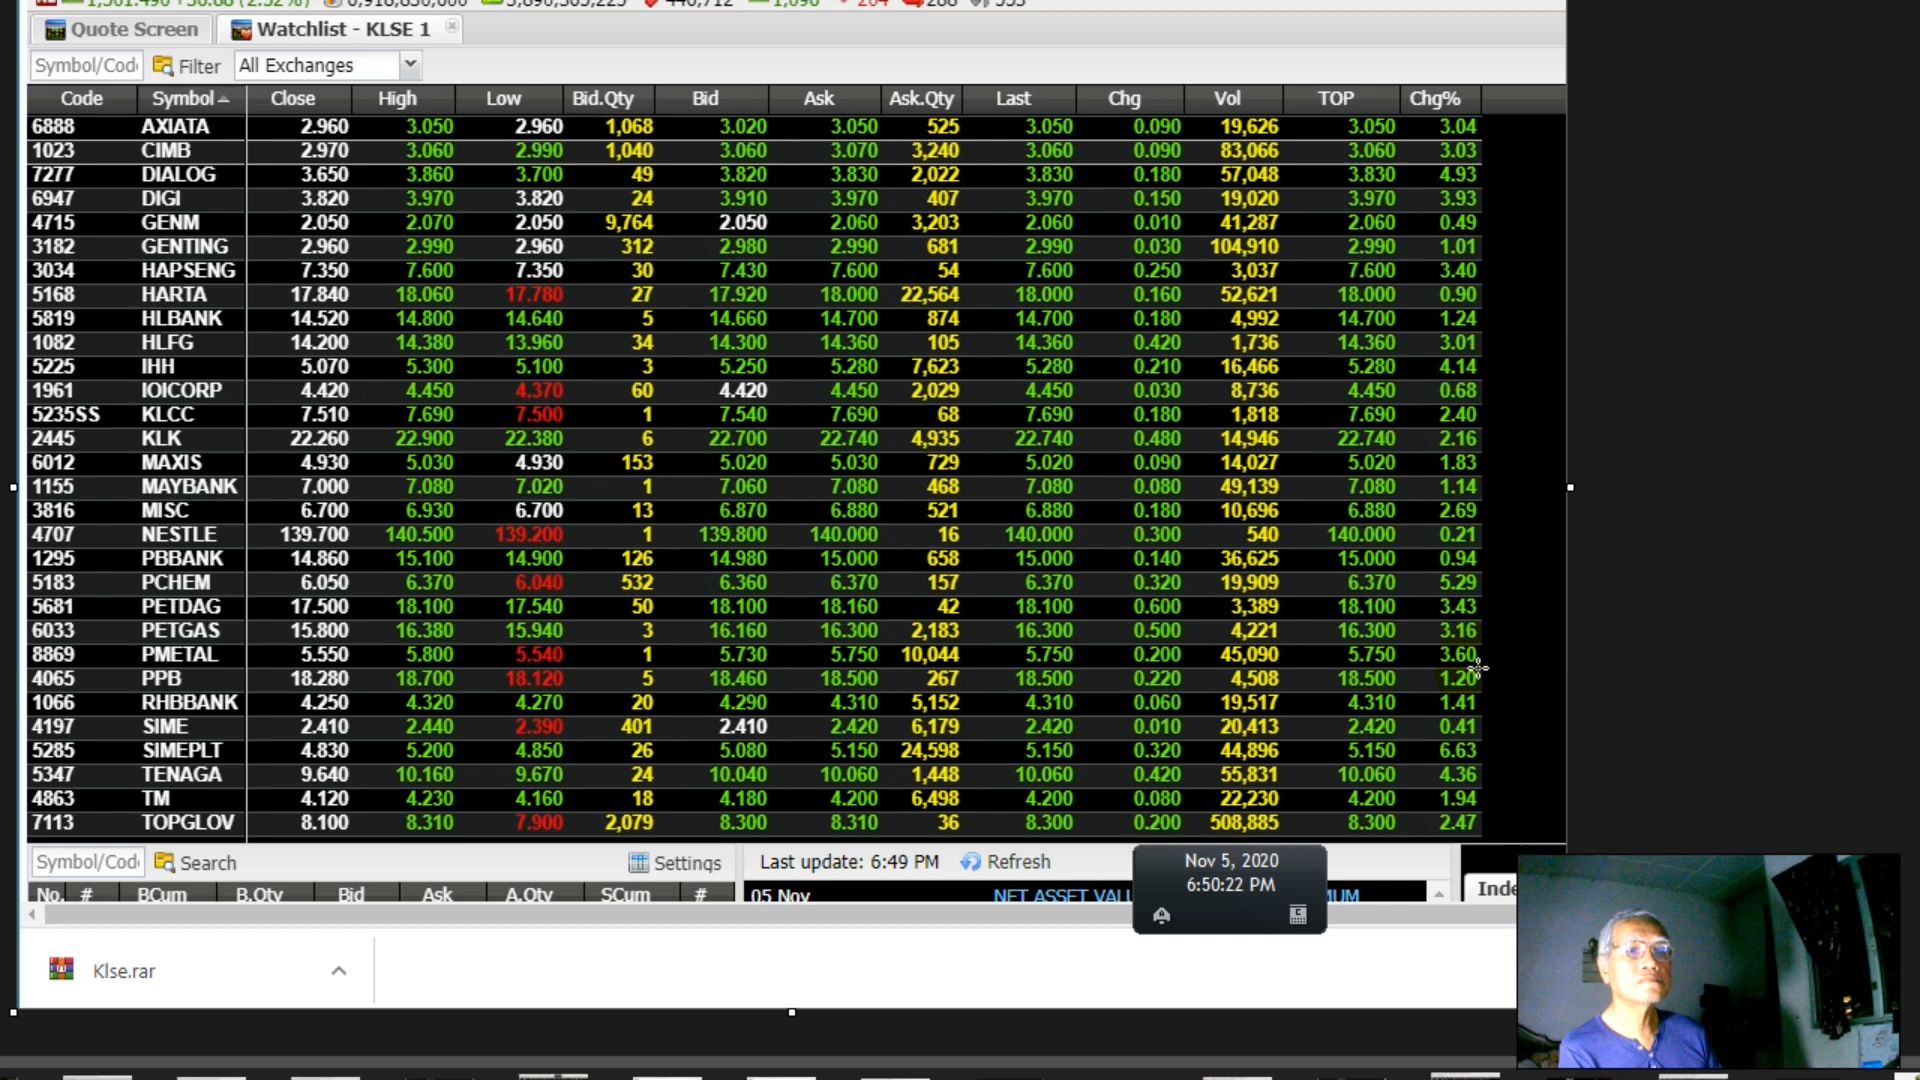 Quote Screen Watchlist - KLSE 1
Symbol/Cod Filter All Exchanges
Code Symbol Close High Low Bid.Qty Bid Ask Ask.Qty Last Chg Vol TOP Chg%
6888 AXIATA 2.960 3.050 2.960 1,068 3.020 3.050 525 3.050 0.090 19,626 3.050 3.04
1023 CIMB 2.970 3.060 2.990 1,040 3.060 3.070 3,240 3.060 0.090 83,066 3.060 3.03
7277 DIALOG 3.650 3.860 3.700 49 3.820 3.830 2,022 3.830 0.180 57,048 3.830 4.93
6947 DIGI 3.820 3.970 3.820 24 3.910 3.970 407 3.970 0.150 19,020 3.970 3.93
4715 GENM 2.050 2.070 2.050 9,764 2.050 2.060 3,203 2.060 0.010 41,287 2.060 0.49
3182 GENTING 2.960 2.990 2.960 312 2.980 2.990 681 2.990 0.030 104,910 2.990 1.01
3034 HAPSENG 7.350 7.600 7.350 30 7.430 7.600 54 7.600 0.250 3,037 7.600 3.40
5168 HARTA 17.840 18.060 17.780 27 17.920 18.000 22,564 18.000 0.160 52,621 18.000 0.90
5819 HLBANK 14.520 14.800 14.640 5 14.660 14.700 874 14.700 0.180 4,992 14.700 1.24
1082 HLFG 14.200 14.380 13.960 34 14.300 14.360 105 14.360 0.420 1,736 14.360 3.01
5225 IHH 5.070 5.300 5.100 3 5.250 5.280 7,623 5.280 0.210 16,466 5.280 4.14
1961 IOICORP 4.420 4.450 4.370 60 4.420 4.450 2,029 4.450 0.030 8,736 4.450 0.68
5235SS KLCC 7.510 7.690 7.500 1 7.540 7.690 68 7.690 0.180 1,818 7.690 2.40
2445 KLK 22.260 22.900 22.380 6 22.700 22.740 4,935 22.740 0.480 14,946 22.740 2.16
6012 MAXIS 4.930 5.030 4.930 153 5.020 5.030 729 5.020 0.090 14,027 5.020 1.83
1155 MAYBANK 7.000 7.080 7.020 1 7.060 7.080 468 7.080 0.080 49,139 7.080 1.14
3816 MISC 6.700 6.930 6.700 13 6.870 6.880 521 6.880 0.180 10,696 6.880 2.69
4707 NESTLE 139.700 140.500 139.200 1 139.800 140.000 16 140.000 0.300 540 140.000 0.21
1295 PBBANK 14.860 15.100 14.900 126 14.980 15.000 658 15.000 0.140 36,625 15.000 0.94
5183 PCHEM 6.050 6.370 6.040 532 6.360 6.370 157 6.370 0.320 19,909 6.370 5.29
5681 PETDAG 17.500 18.100 17.540 50 18.100 18.160 42 18.100 0.600 3,389 18.100 3.43
6033 PETGAS 15.800 16.380 15.940 3 16.160 16.300 2,183 16.300 0.500 4,221 16.300 3.16
8869 PMETAL 5.550 5.800 5.540 1 5.730 5.750 10,044 5.750 0.200 45,090 5.750 3.60
4065 PPB 18.280 18.700 18.120 5 18.460 18.500 267 18.500 0.220 4,508 18.500 1.20
1066 RHBBANK 4.250 4.320 4.270 20 4.290 4.310 5,152 4.310 0.060 19,517 4.310 1.41
4197 SIME 2.410 2.440 2.390 401 2.410 2.420 6,179 2.420 0.010 20,413 2.420 0.41
5285 SIMEPLT 4.830 5.200 4.850 26 5.080 5.150 24,598 5.150 0.320 44,896 5.150 6.63
5347 TENAGA 9.640 10.160 9.670 24 10.040 10.060 1,448 10.060 0.420 55,831 10.060 4.36
4863 TM 4.120 4.230 4.160 18 4.180 4.200 6,498 4.200 0.080 22,230 4.200 1.94
7113 TOPGLOV 8.100 8.310 7.900 2,079 8.300 8.310 36 8.300 0.200 508,885 8.300 2.47
Symbol/Cod Search Settings Last update: 6:49 PM Refresh
Nov 5, 2020
6:50:22 PM
No. # BCum B.Qty Bid Ask A.Qty SCum # 05 Nov NET ASSET VALU MUM Inde
Klse.rar